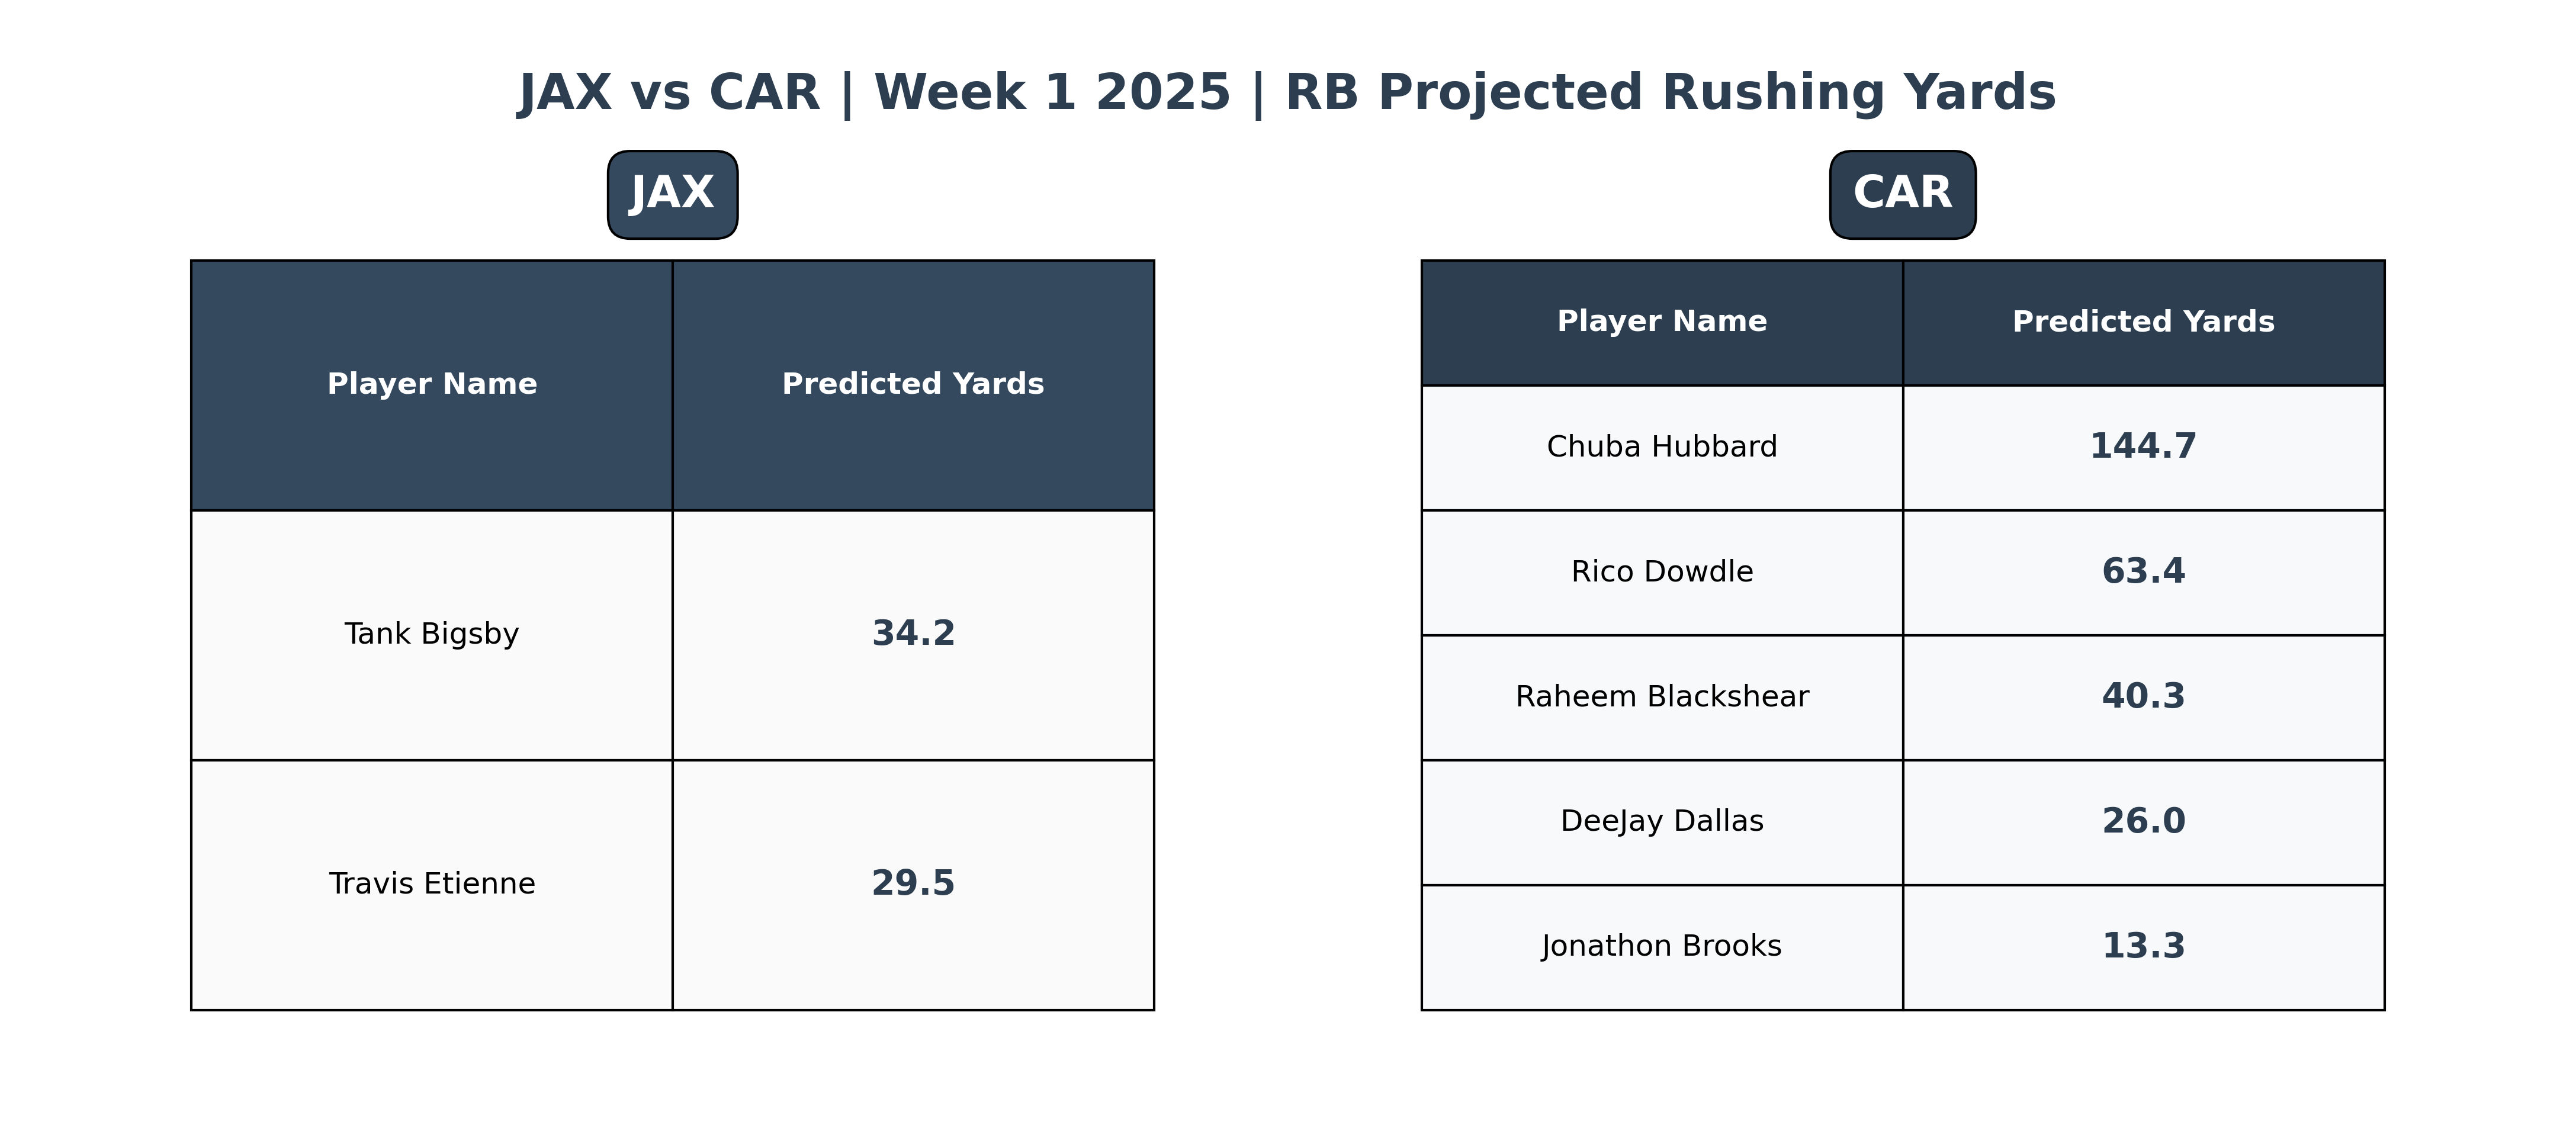 JAX vs CAR | Week 1 2025 | RB Projected Rushing Yards
JAX
Player Name Predicted Yards
Tank Bigsby 34.2
Travis Etienne 29.5
CAR
Player Name Predicted Yards
Chuba Hubbard 144.7
Rico Dowdle 63.4
Raheem Blackshear 40.3
DeeJay Dallas 26.0
Jonathon Brooks 13.3